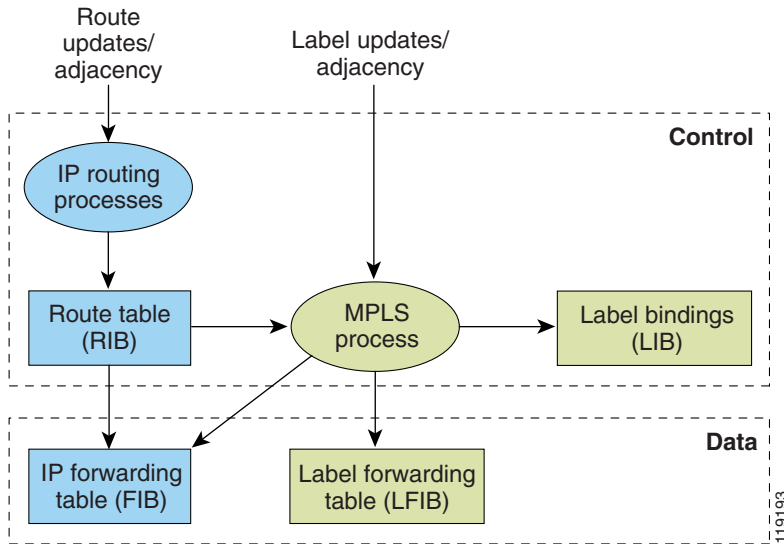 Route
updates/
adjacency
Label updates/
adjacency
Control
IP routing
processes
Route table
(RIB)
MPLS
process
Label bindings
(LIB)
Data
IP forwarding
table (FIB)
Label forwarding
table (LFIB)
119193